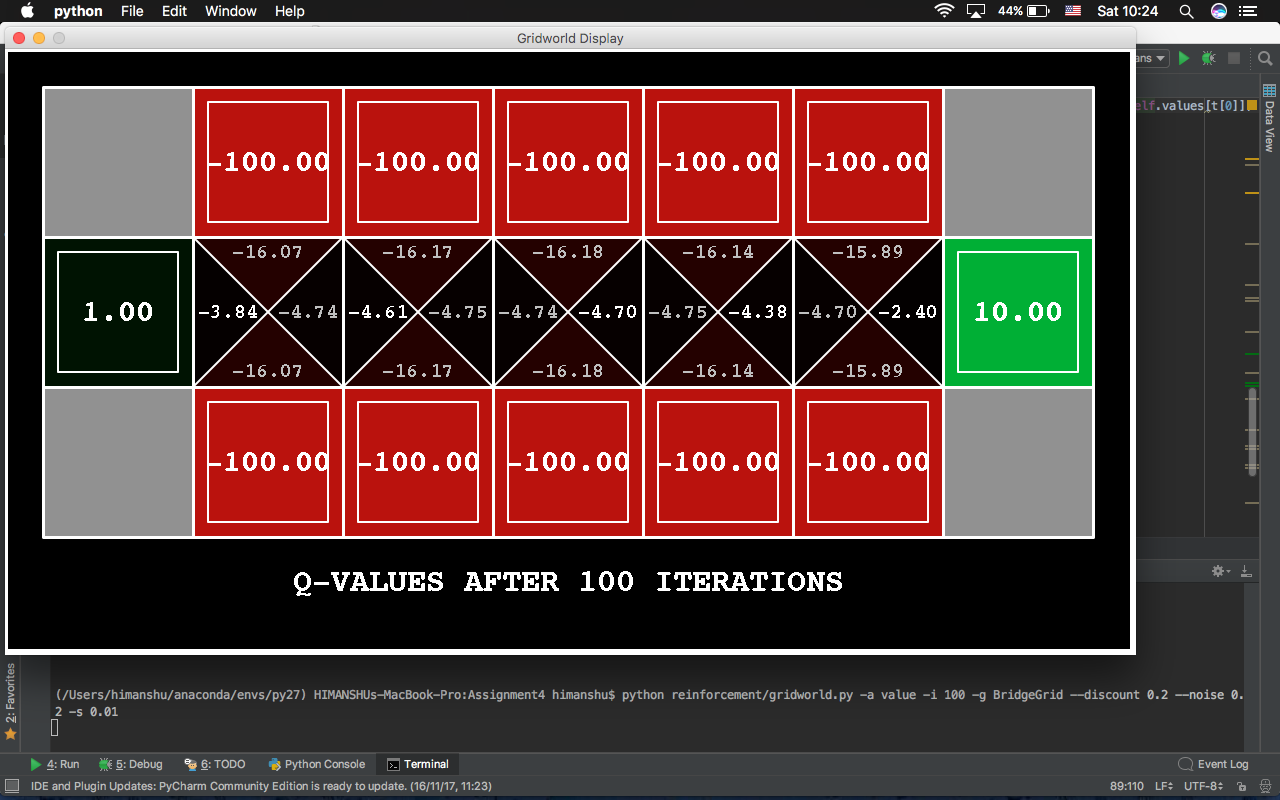 python File Edit Window Help 44% Sat 10:24
Gridworld Display
ans
elf.values[t[0]]
Data View
-100.00 -100.00 -100.00 -100.00 -100.00
-16.07 -16.17 -16.18 -16.14 -15.89
1.00 -3.84 -4.74 -4.61 -4.75 -4.74 -4.70 -4.75 -4.38 -4.70 -2.40 10.00
-16.07 -16.17 -16.18 -16.14 -15.89
-100.00 -100.00 -100.00 -100.00 -100.00
Q-VALUES AFTER 100 ITERATIONS
2: Favorites
(/Users/himanshu/anaconda/envs/py27) HIMANSHUs-MacBook-Pro:Assignment4 himanshu$ python reinforcement/gridworld.py -a value -i 100 -g BridgeGrid --discount 0.2 --noise 0.
2 -s 0.01
4: Run 5: Debug 6: TODO Python Console Terminal Event Log
IDE and Plugin Updates: PyCharm Community Edition is ready to update. (16/11/17, 11:23) 89:110 LF UTF-8